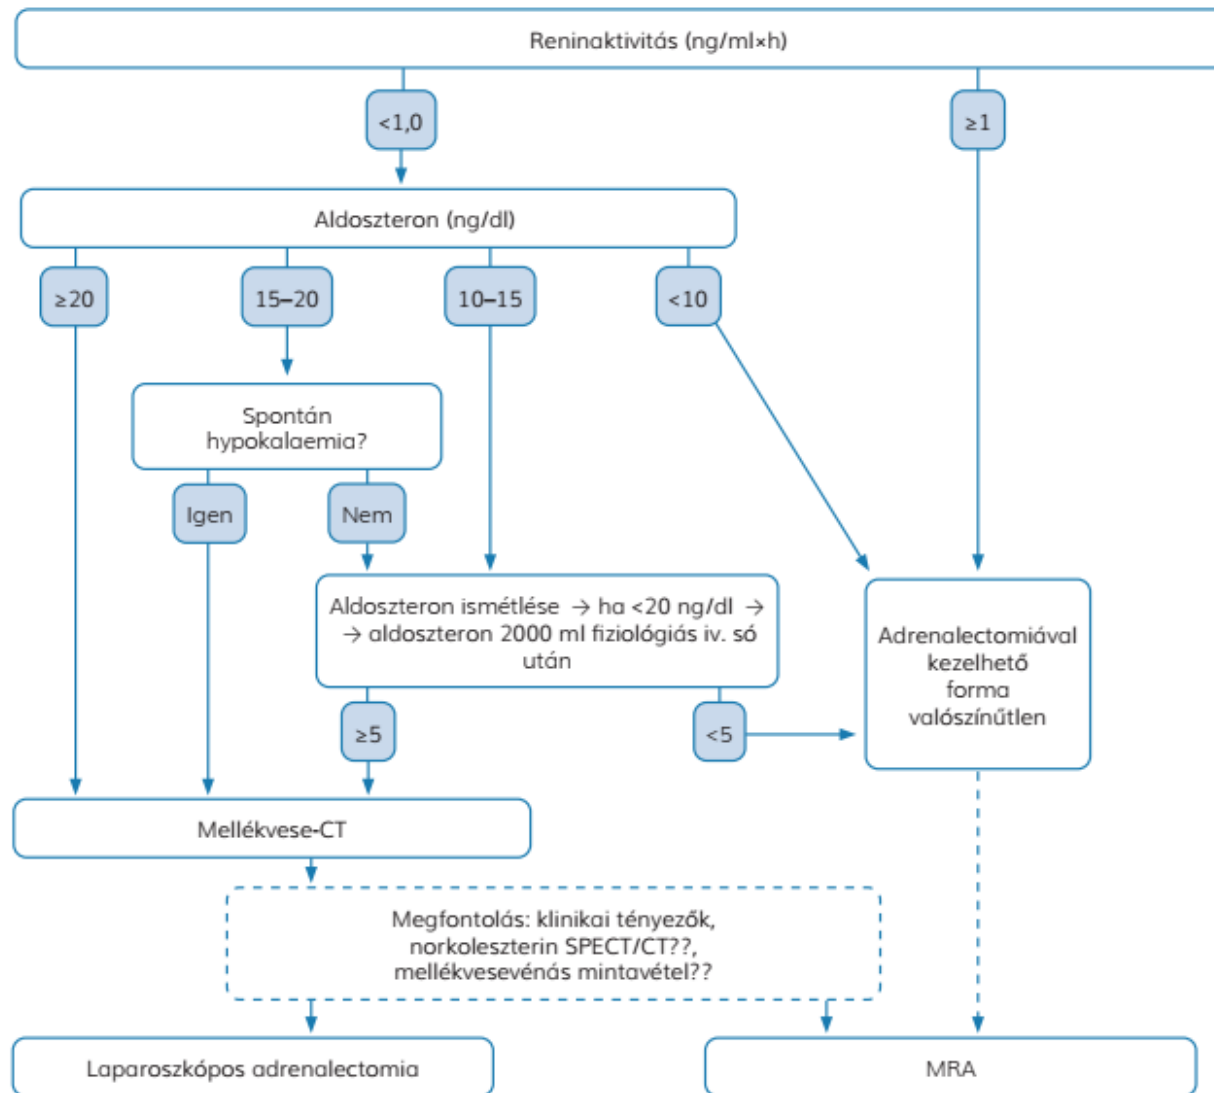 Reninaktivitás (ng/ml×h)
<1,0
≥1
Aldoszteron (ng/dl)
≥20
15–20
10–15
<10
Spontán
hypokalaemia?
Igen
Nem
Aldoszteron ismétlése → ha <20 ng/dl →
→ aldoszteron 2000 ml fiziológiás iv. só
után
Adrenalectomiával
kezelhető
forma
valószínűtlen
≥5
<5
Mellékvese-CT
Megfontolás: klinikai tényezők,
norkoleszterin SPECT/CT??,
mellékvesevénás mintavétel??
Laparoszkópos adrenalectomia
MRA